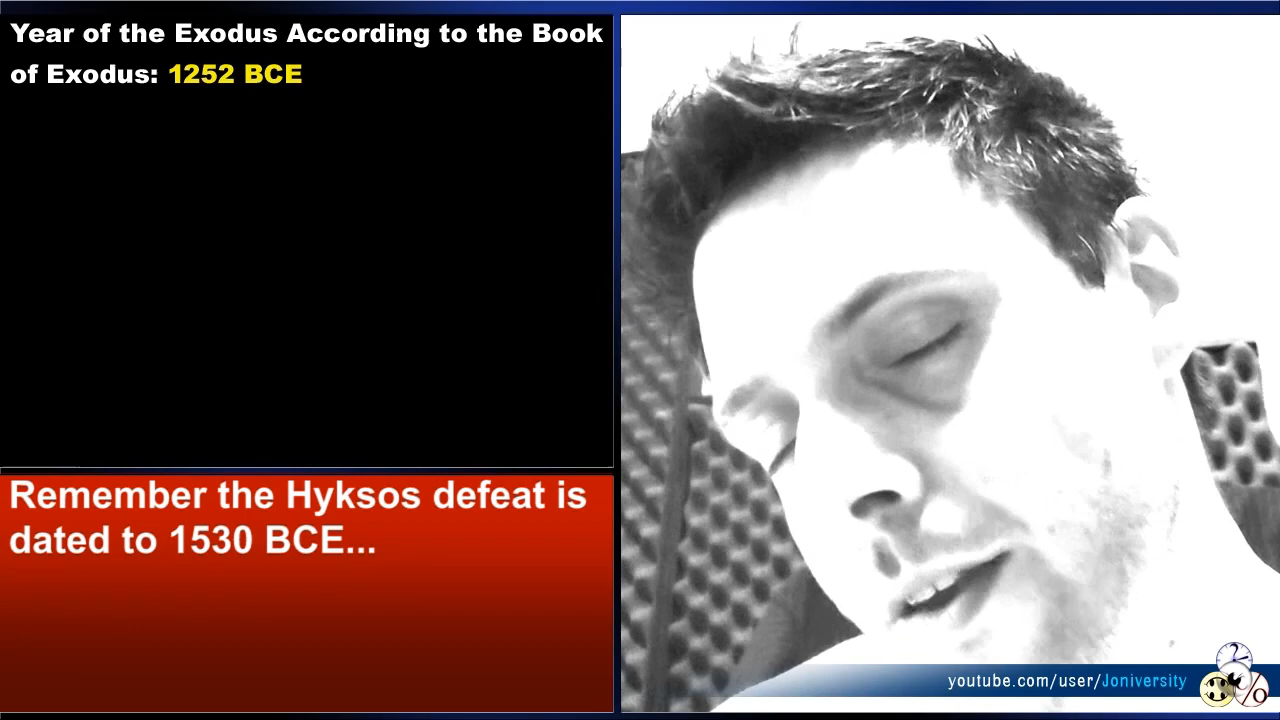 Year of the Exodus According to the Book
of Exodus: 1252 BCE
Remember the Hyksos defeat is
dated to 1530 BCE...
youtube.com/user/Joniversity